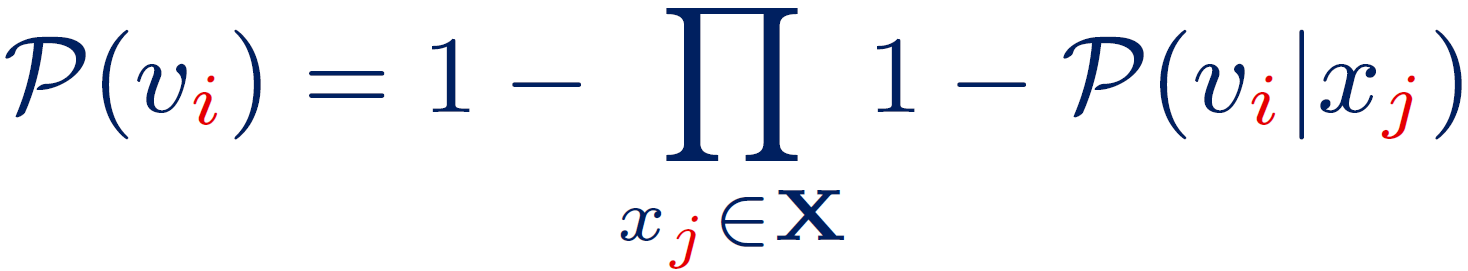 𝒫(vᵢ) = 1 − ∏ 1 − 𝒫(vᵢ|xⱼ)
xⱼ∈𝐗